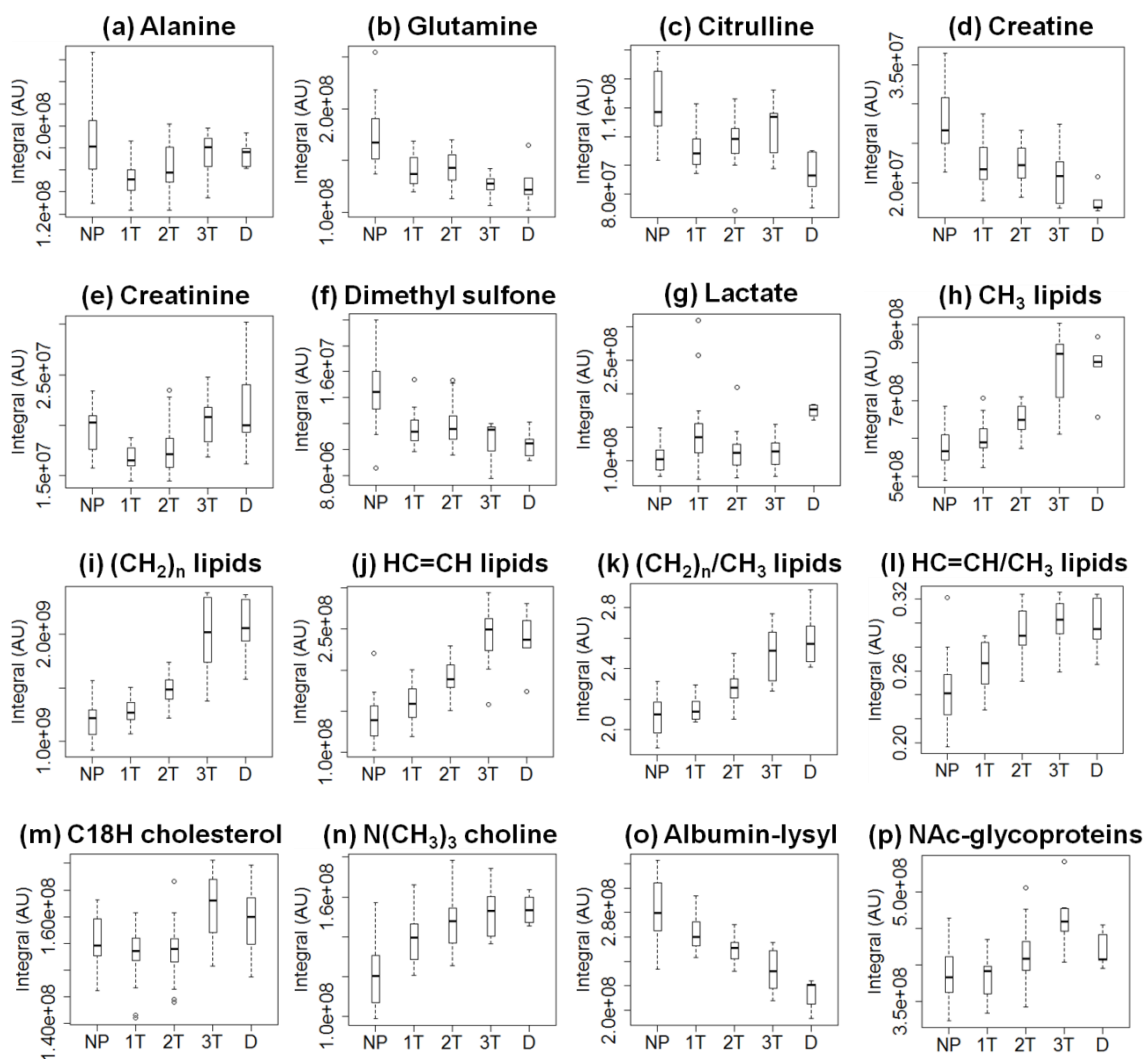 (a) Alanine
Integral (AU)
1.2e+08 2.0e+08
NP 1T 2T 3T D
(b) Glutamine
Integral (AU)
1.0e+08 2.0e+08
NP 1T 2T 3T D
(c) Citrulline
Integral (AU)
8.0e+07 1.1e+08
NP 1T 2T 3T D
(d) Creatine
Integral (AU)
2.0e+07 3.5e+07
NP 1T 2T 3T D
(e) Creatinine
Integral (AU)
1.5e+07 2.5e+07
NP 1T 2T 3T D
(f) Dimethyl sulfone
Integral (AU)
8.0e+06 1.6e+07
NP 1T 2T 3T D
(g) Lactate
Integral (AU)
1.0e+08 2.5e+08
NP 1T 2T 3T D
(h) CH3 lipids
Integral (AU)
5e+08 7e+08 9e+08
NP 1T 2T 3T D
(i) (CH2)n lipids
Integral (AU)
1.0e+09 2.0e+09
NP 1T 2T 3T D
(j) HC=CH lipids
Integral (AU)
1.0e+08 2.5e+08
NP 1T 2T 3T D
(k) (CH2)n/CH3 lipids
Integral (AU)
2.0 2.4 2.8
NP 1T 2T 3T D
(l) HC=CH/CH3 lipids
Integral (AU)
0.20 0.26 0.32
NP 1T 2T 3T D
(m) C18H cholesterol
Integral (AU)
1.40e+08 1.60e+08
NP 1T 2T 3T D
(n) N(CH3)3 choline
Integral (AU)
1.0e+08 1.6e+08
NP 1T 2T 3T D
(o) Albumin-lysyl
Integral (AU)
2.0e+08 2.8e+08
NP 1T 2T 3T D
(p) NAc-glycoproteins
Integral (AU)
3.5e+08 5.0e+08
NP 1T 2T 3T D